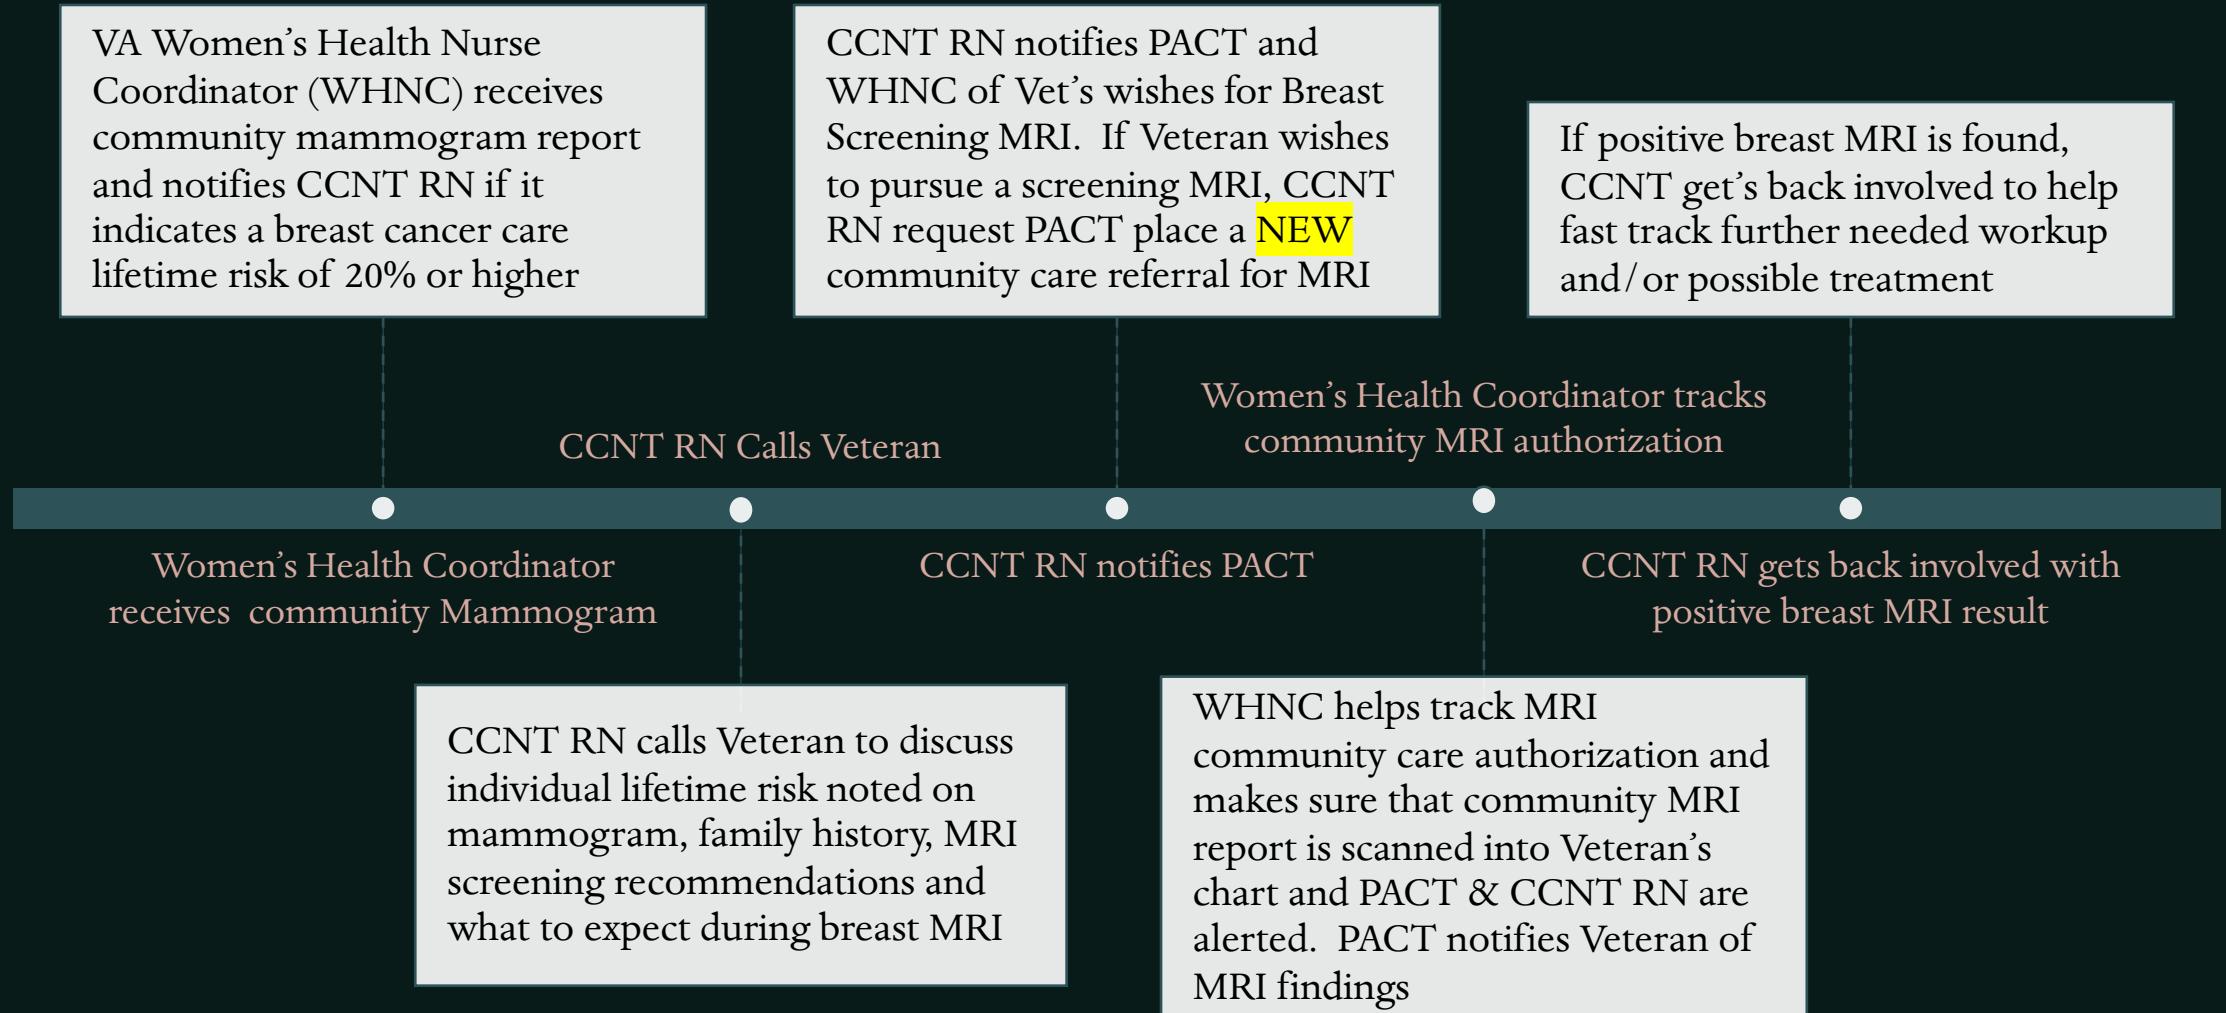 VA Women’s Health Nurse
Coordinator (WHNC) receives
community mammogram report
and notifies CCNT RN if it
indicates a breast cancer care
lifetime risk of 20% or higher
CCNT RN notifies PACT and
WHNC of Vet’s wishes for Breast
Screening MRI.  If Veteran wishes
to pursue a screening MRI, CCNT
RN request PACT place a NEW
community care referral for MRI
If positive breast MRI is found,
CCNT get’s back involved to help
fast track further needed workup
and/or possible treatment
CCNT RN Calls Veteran
Women’s Health Coordinator tracks
community MRI authorization
Women’s Health Coordinator
receives  community Mammogram
CCNT RN notifies PACT
CCNT RN gets back involved with
positive breast MRI result
CCNT RN calls Veteran to discuss
individual lifetime risk noted on
mammogram, family history, MRI
screening recommendations and
what to expect during breast MRI
WHNC helps track MRI
community care authorization and
makes sure that community MRI
report is scanned into Veteran’s
chart and PACT & CCNT RN are
alerted.  PACT notifies Veteran of
MRI findings